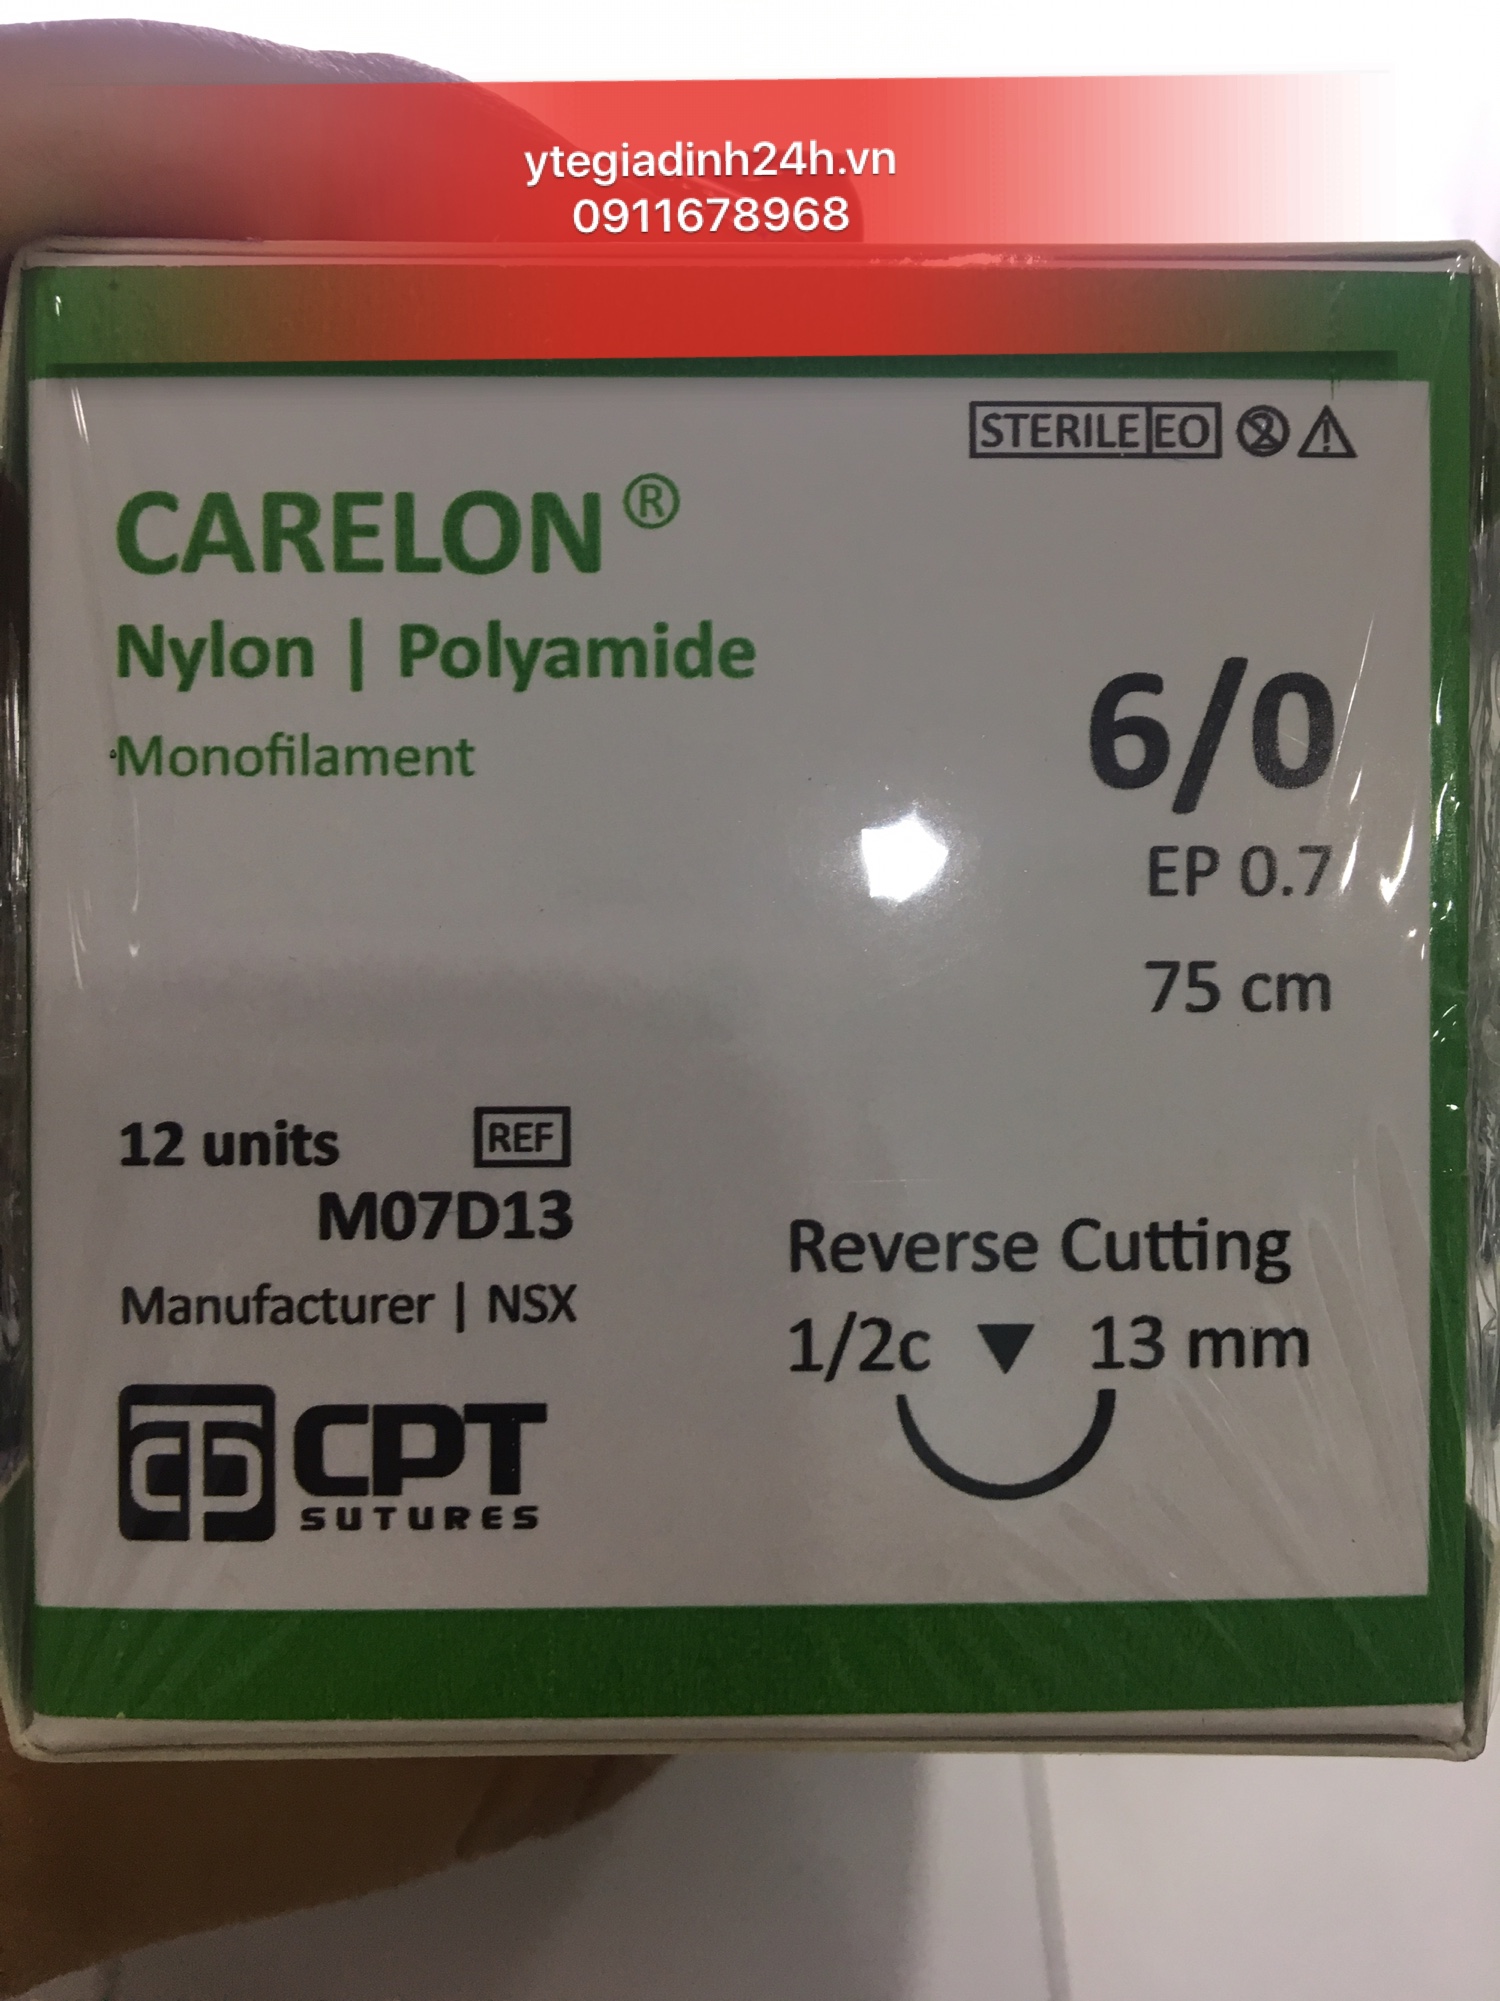 ytegiadinh24h.vn
0911678968
STERILE EO
CARELON®
Nylon | Polyamide
Monofilament
6/0
EP 0.7
75 cm
12 units REF
M07D13
Manufacturer | NSX
CPT
SUTURES
Reverse Cutting
1/2c ▼ 13 mm